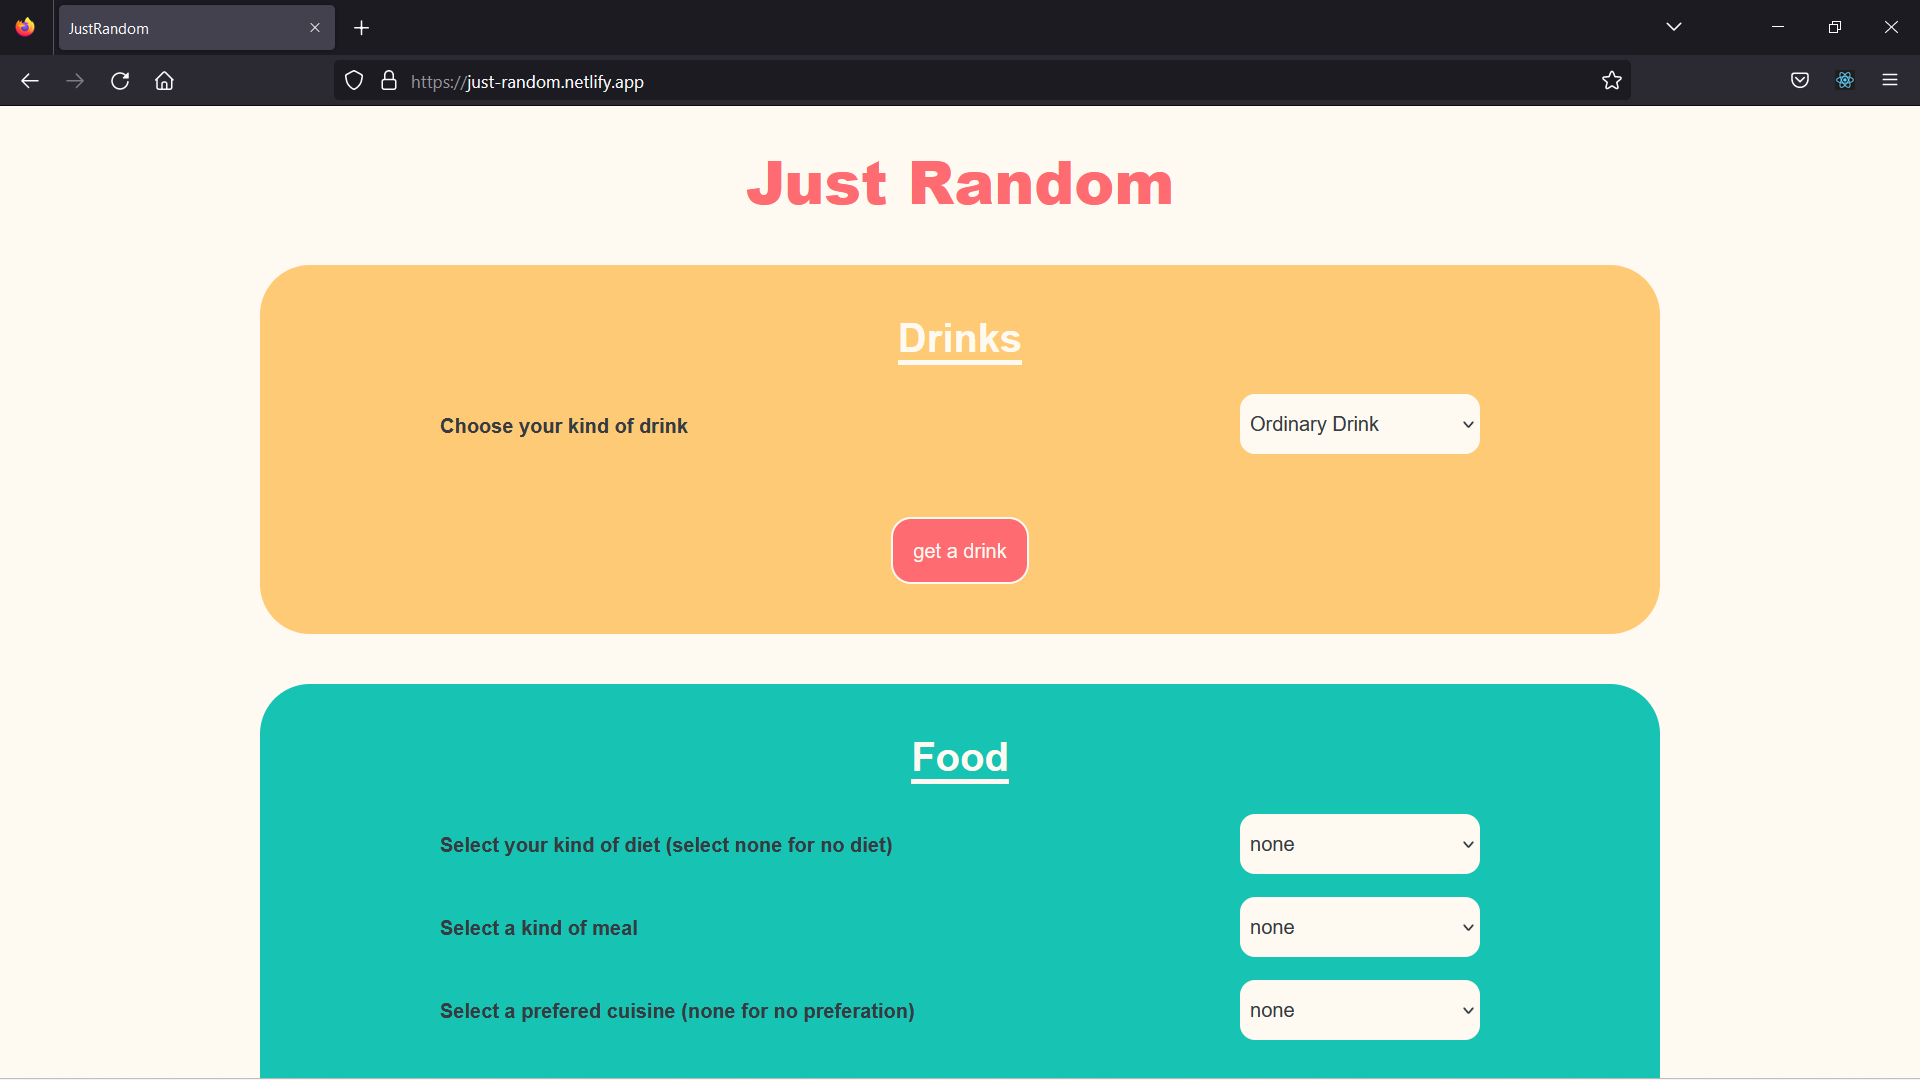 JustRandom
https://just-random.netlify.app
Just Random
Drinks
Choose your kind of drink
Ordinary Drink
get a drink
Food
Select your kind of diet (select none for no diet)
none
Select a kind of meal
none
Select a prefered cuisine (none for no preferation)
none